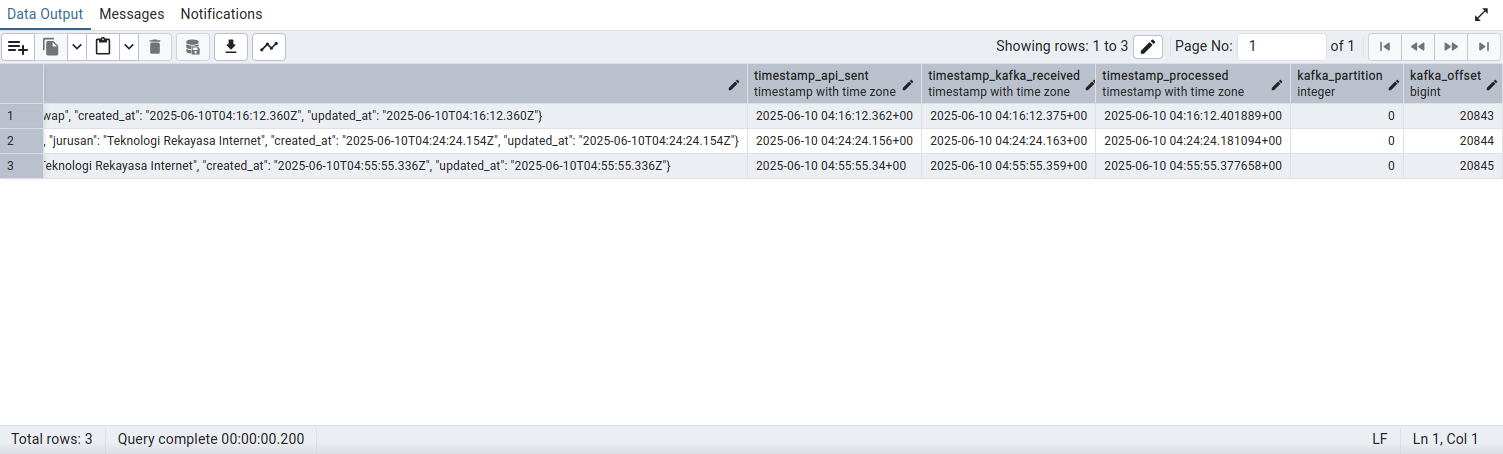 Data Output Messages Notifications
Showing rows: 1 to 3 Page No: 1 of 1
timestamp_api_sent timestamp_kafka_received timestamp_processed kafka_partition kafka_offset
timestamp with time zone timestamp with time zone timestamp with time zone integer bigint
1 wap", "created_at": "2025-06-10T04:16:12.360Z", "updated_at": "2025-06-10T04:16:12.360Z"} 2025-06-10 04:16:12.362+00 2025-06-10 04:16:12.375+00 2025-06-10 04:16:12.401889+00 0 20843
2 , "jurusan": "Teknologi Rekayasa Internet", "created_at": "2025-06-10T04:24:24.154Z", "updated_at": "2025-06-10T04:24:24.154Z"} 2025-06-10 04:24:24.156+00 2025-06-10 04:24:24.163+00 2025-06-10 04:24:24.181094+00 0 20844
3 eknologi Rekayasa Internet", "created_at": "2025-06-10T04:55:55.336Z", "updated_at": "2025-06-10T04:55:55.336Z"} 2025-06-10 04:55:55.34+00 2025-06-10 04:55:55.359+00 2025-06-10 04:55:55.377658+00 0 20845
Total rows: 3 Query complete 00:00:00.200 LF Ln 1, Col 1